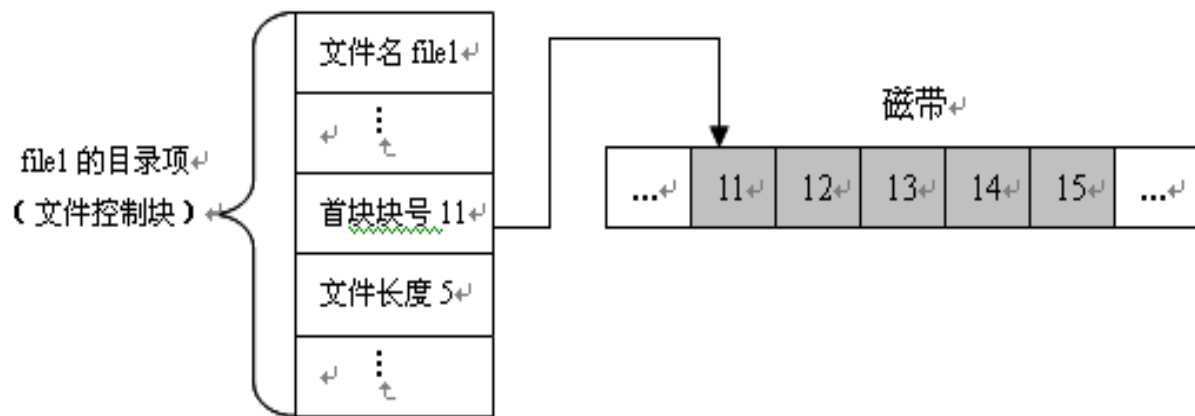 文件名 file1
⋮
首块块号 11
文件长度 5
⋮
file1 的目录项
（文件控制块）
磁带
... 11 12 13 14 15 ...